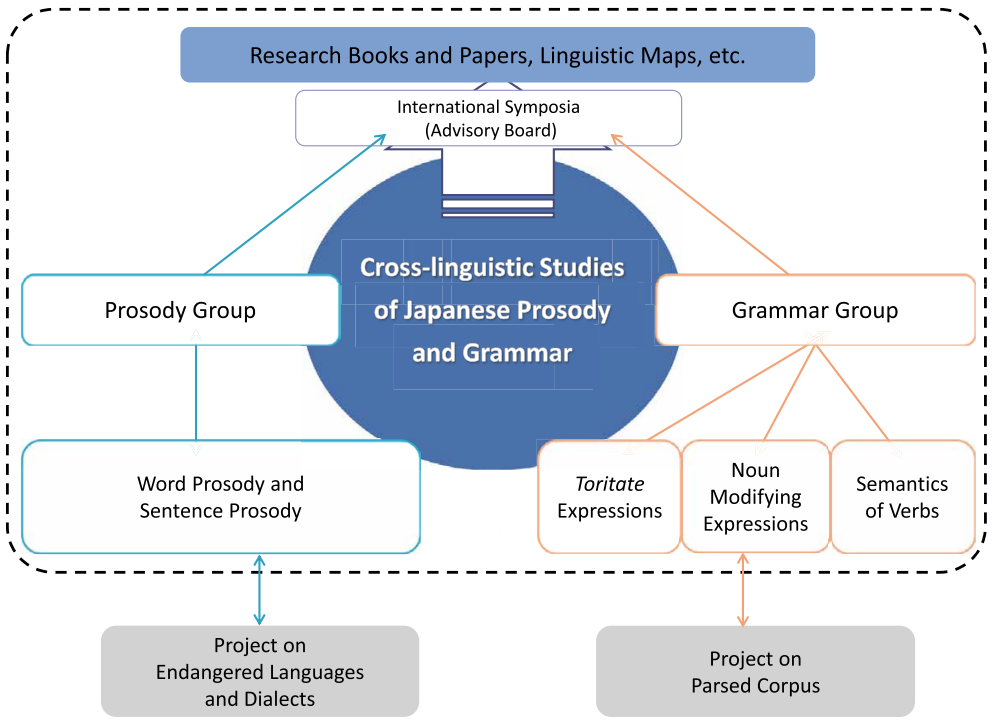 Research Books and Papers, Linguistic Maps, etc.
International Symposia
(Advisory Board)
Cross-linguistic Studies
of Japanese Prosody
and Grammar
Prosody Group
Grammar Group
Word Prosody and
Sentence Prosody
Toritate
Expressions
Noun
Modifying
Expressions
Semantics
of Verbs
Project on
Endangered Languages
and Dialects
Project on
Parsed Corpus